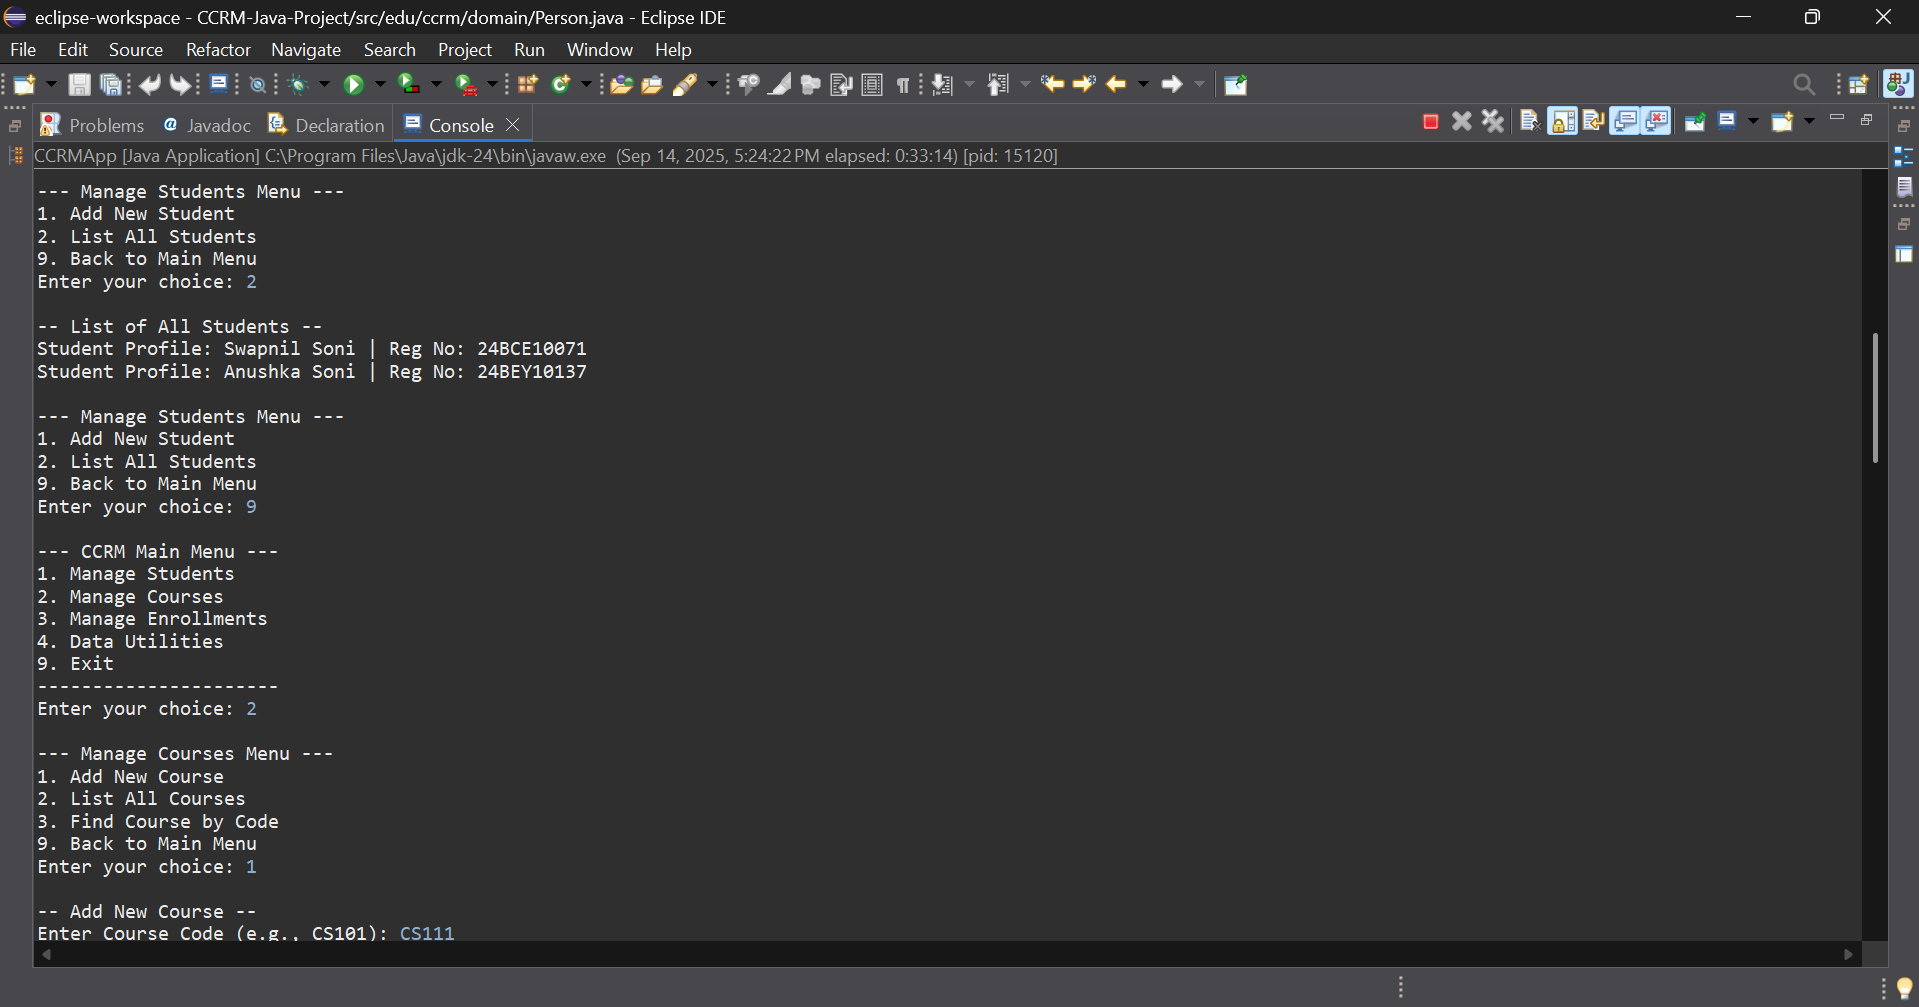 eclipse-workspace - CCRM-Java-Project/src/edu/ccrm/domain/Person.java - Eclipse IDE
File Edit Source Refactor Navigate Search Project Run Window Help
Problems @ Javadoc Declaration Console
CCRMApp [Java Application] C:\Program Files\Java\jdk-24\bin\javaw.exe (Sep 14, 2025, 5:24:22 PM elapsed: 0:33:14) [pid: 15120]
--- Manage Students Menu ---
1. Add New Student
2. List All Students
9. Back to Main Menu
Enter your choice: 2
-- List of All Students --
Student Profile: Swapnil Soni | Reg No: 24BCE10071
Student Profile: Anushka Soni | Reg No: 24BEY10137
--- Manage Students Menu ---
1. Add New Student
2. List All Students
9. Back to Main Menu
Enter your choice: 9
--- CCRM Main Menu ---
1. Manage Students
2. Manage Courses
3. Manage Enrollments
4. Data Utilities
9. Exit
----------------------
Enter your choice: 2
--- Manage Courses Menu ---
1. Add New Course
2. List All Courses
3. Find Course by Code
9. Back to Main Menu
Enter your choice: 1
-- Add New Course --
Enter Course Code (e.g., CS101): CS111